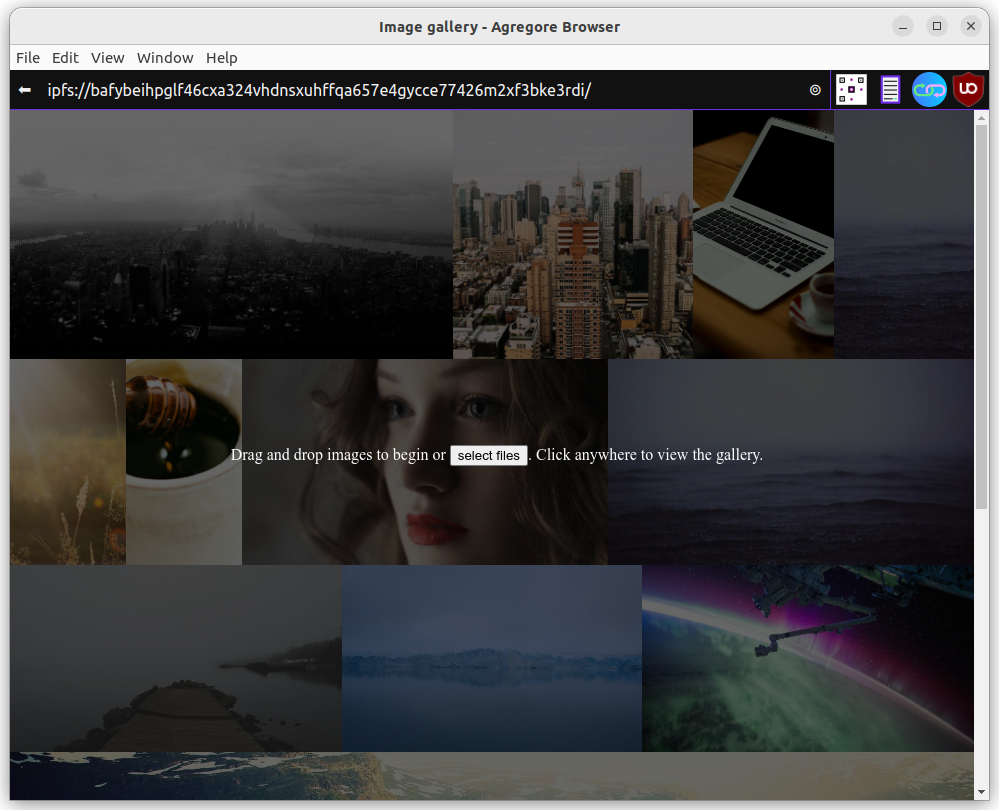 Image gallery - Agregore Browser
File Edit View Window Help
ipfs://bafybeihpglf46cxa324vhdnsxuhffqa657e4gycce77426m2xf3bke3rdi/
Drag and drop images to begin or select files. Click anywhere to view the gallery.